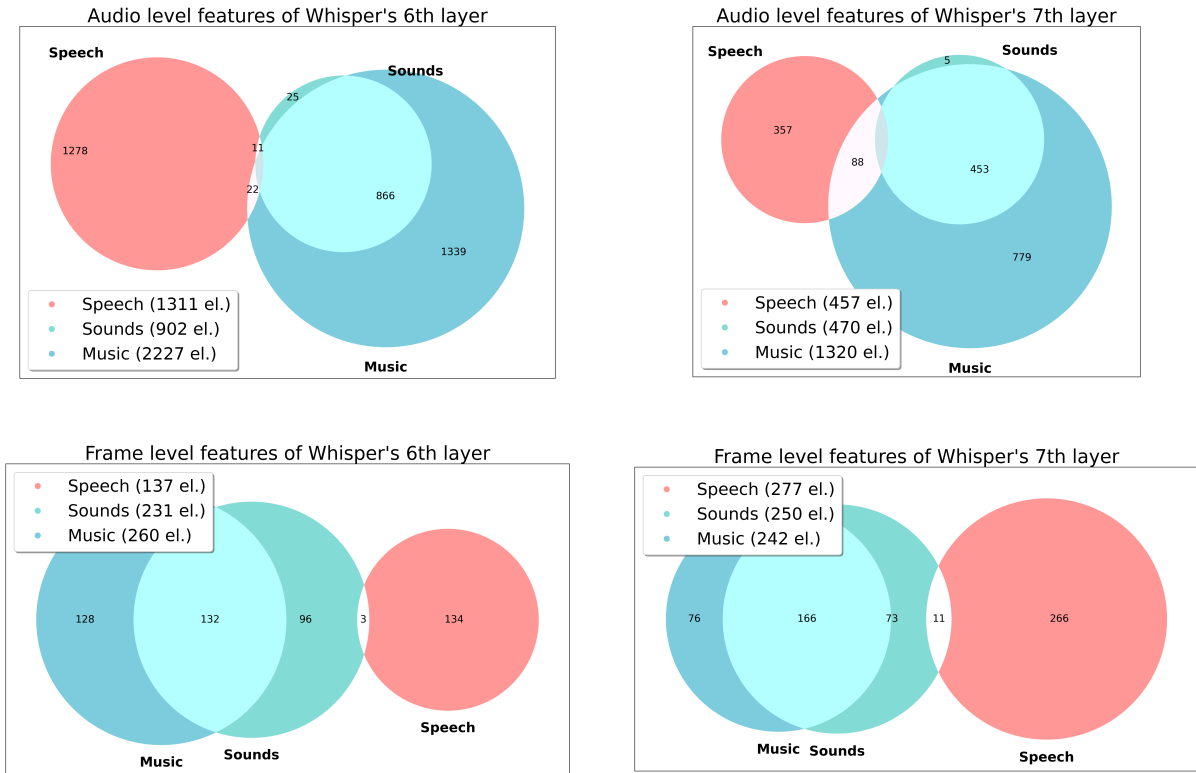 Audio level features of Whisper's 6th layer
Speech
Sounds
25
1278
11
22
866
1339
Speech (1311 el.)
Sounds (902 el.)
Music (2227 el.)
Music
Audio level features of Whisper's 7th layer
Speech
Sounds
5
357
88
453
779
Speech (457 el.)
Sounds (470 el.)
Music (1320 el.)
Music
Frame level features of Whisper's 6th layer
Speech (137 el.)
Sounds (231 el.)
Music (260 el.)
128
132
96
3
134
Speech
Sounds
Music
Frame level features of Whisper's 7th layer
Speech (277 el.)
Sounds (250 el.)
Music (242 el.)
76
166
73
11
266
Music
Sounds
Speech